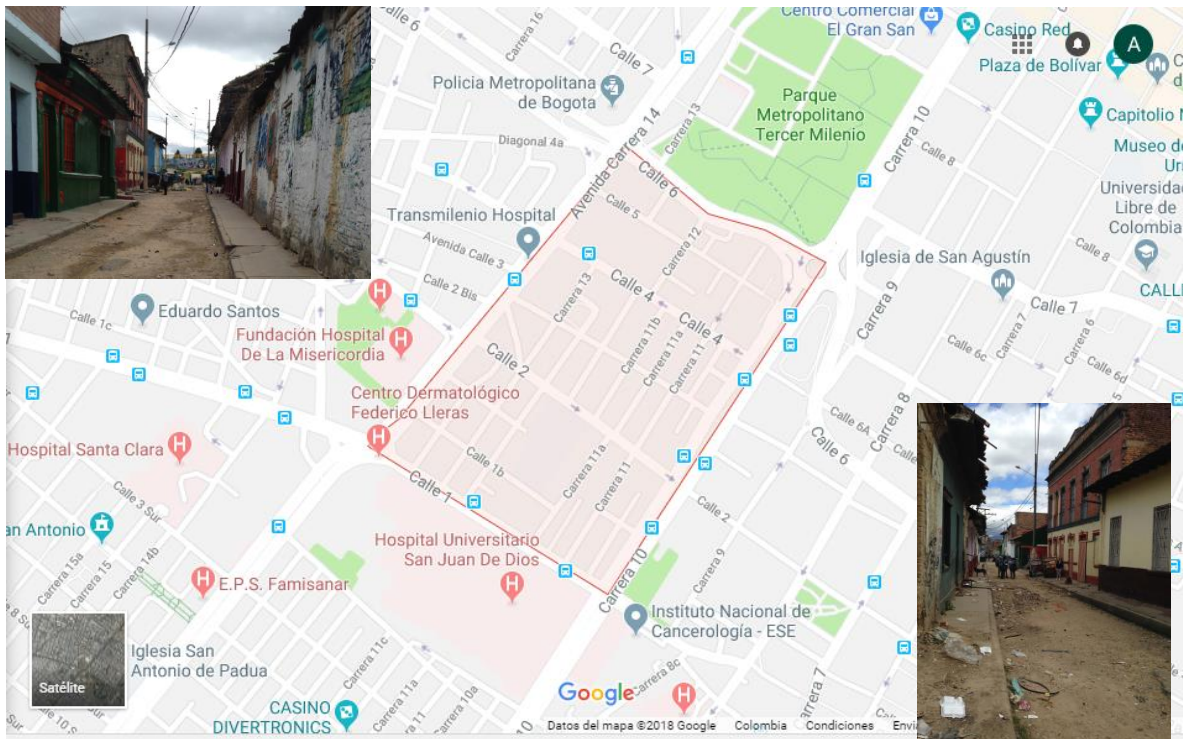 Calle 6
Carrera 16
Calle 7
Centro Comercial
El Gran San
Casino Red
A
Plaza de Bolívar
Policia Metropolitana
de Bogota
Carrera 13
Parque
Metropolitano
Tercer Milenio
Carrera 10
Capitolio
Museo de
Diagonal 4a
Avenida Carrera 14
Calle 6
Calle 8
Universidad
Libre de
Colombia
Transmilenio Hospital
Calle 5
Carrera 12
Avenida Calle 3
Iglesia de San Agustín
Calle 8
Calle 2 Bis
Calle 4
Carrera 13
Carrera 9
Calle 7
Eduardo Santos
Calle 1c
Fundación Hospital
De La Misericordia
Calle 4
Carrera 11b
Carrera 11a
Carrera 11
Carrera 7
Carrera 6
Calle 6c
Calle 6d
Calle 2
Centro Dermatológico
Federico Lleras
Carrera 8
Calle 6A
Calle 6
Hospital Santa Clara
Calle 1b
Carrera 11a
Carrera 11
Calle 1
Calle 3 Sur
Calle 2
an Antonio
Hospital Universitario
San Juan De Dios
Carrera 15a
Carrera 15
Carrera 14b
E.P.S. Famisanar
Carrera 10
Carrera 9
Instituto Nacional de
Cancerología - ESE
Iglesia San
Antonio de Padua
Satélite
Carrera 11c
Carrera 11a
Carrera 11
Carrera 10a
Google
Carrera 8c
Carrera 7
CASINO
DIVERTRONICS
Datos del mapa ©2018 Google Colombia Condiciones